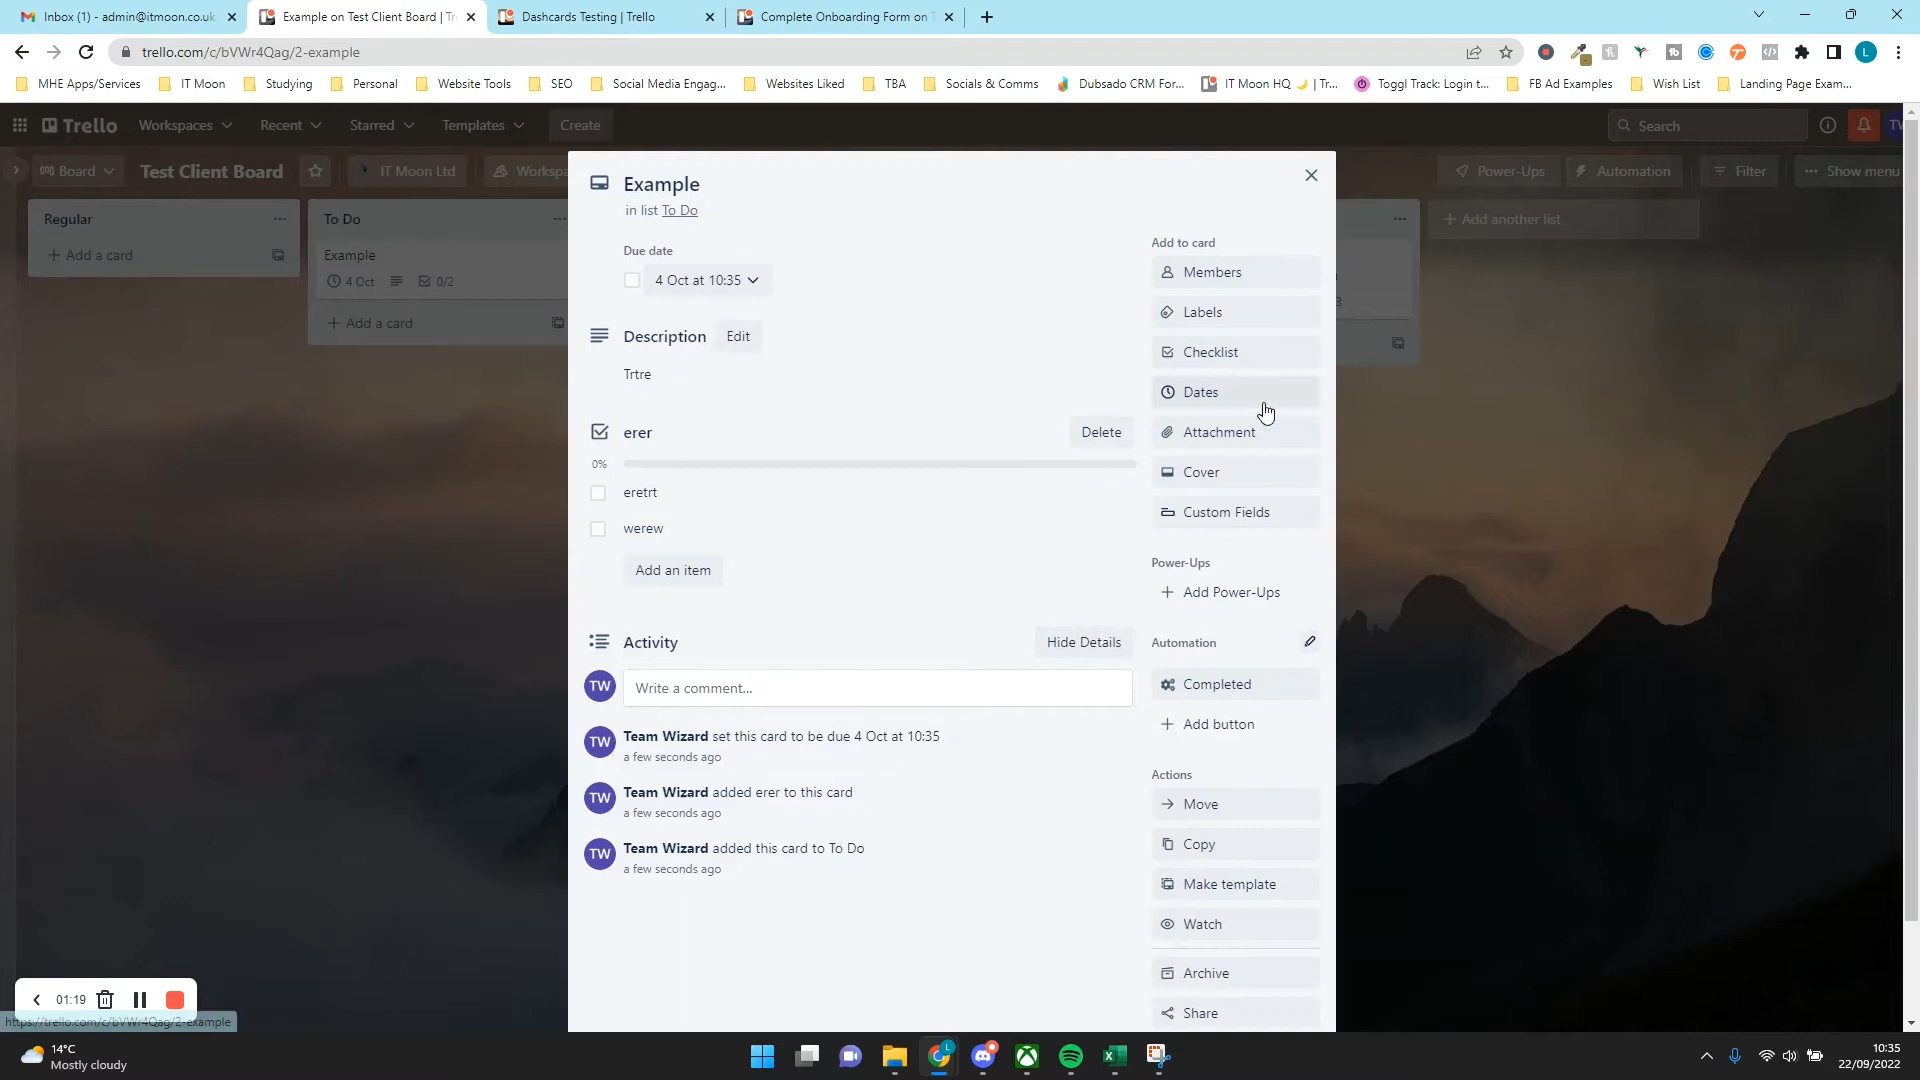 Inbox (1) - admin@itmoon.co.uk
Example on Test Client Board | Tr
Dashcards Testing | Trello
Complete Onboarding Form on T
trello.com/c/bVWr4Qag/2-example
MHE Apps/Services
IT Moon
Studying
Personal
Website Tools
SEO
Social Media Engag...
Websites Liked
TBA
Socials & Comms
Dubsado CRM For...
IT Moon HQ 🌙 | Tr...
Toggl Track: Login t...
FB Ad Examples
Wish List
Landing Page Exam...
Trello
Workspaces
Recent
Starred
Templates
Create
Search
Board
Test Client Board
IT Moon Ltd
Workspa
Power-Ups
Automation
Filter
Show menu
Regular
Add a card
To Do
Example
4 Oct
0/2
Add a card
Add another list
Example
in list To Do
Due date
4 Oct at 10:35
Description
Edit
Trtre
erer
Delete
0%
eretrt
werew
Add an item
Activity
Hide Details
TW
Write a comment...
TW
Team Wizard set this card to be due 4 Oct at 10:35
a few seconds ago
TW
Team Wizard added erer to this card
a few seconds ago
TW
Team Wizard added this card to To Do
a few seconds ago
Add to card
Members
Labels
Checklist
Dates
Attachment
Cover
Custom Fields
Power-Ups
Add Power-Ups
Automation
Completed
Add button
Actions
Move
Copy
Make template
Watch
Archive
Share
01:19
https://trello.com/c/bVWr4Qag/2-example
14°C
Mostly cloudy
10:35
22/09/2022